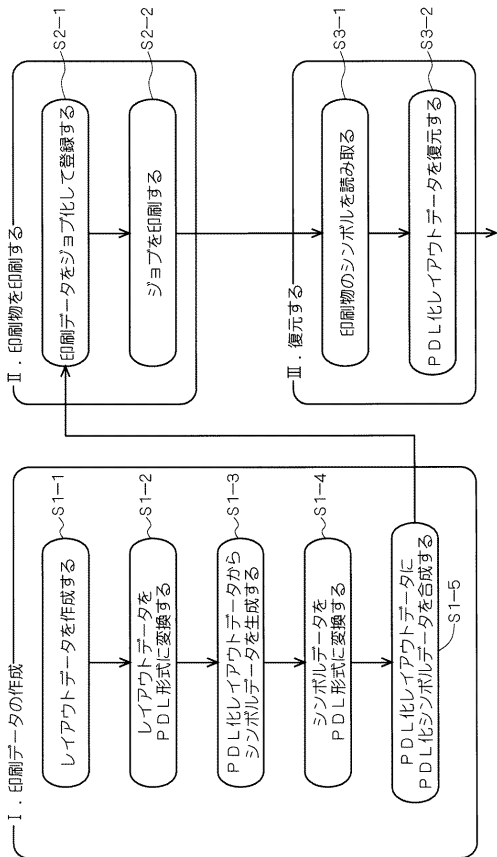 Ⅰ．印刷データの作成
レイアウトデータを作成する
S1-1
レイアウトデータを
PDL形式に変換する
S1-2
PDL化レイアウトデータから
シンボルデータを生成する
S1-3
シンボルデータを
PDL形式に変換する
S1-4
PDL化レイアウトデータに
PDL化シンボルデータを合成する
S1-5
Ⅱ．印刷物を印刷する
印刷データをジョブ化して登録する
S2-1
ジョブを印刷する
S2-2
Ⅲ．復元する
印刷物のシンボルを読み取る
S3-1
PDL化レイアウトデータを復元する
S3-2